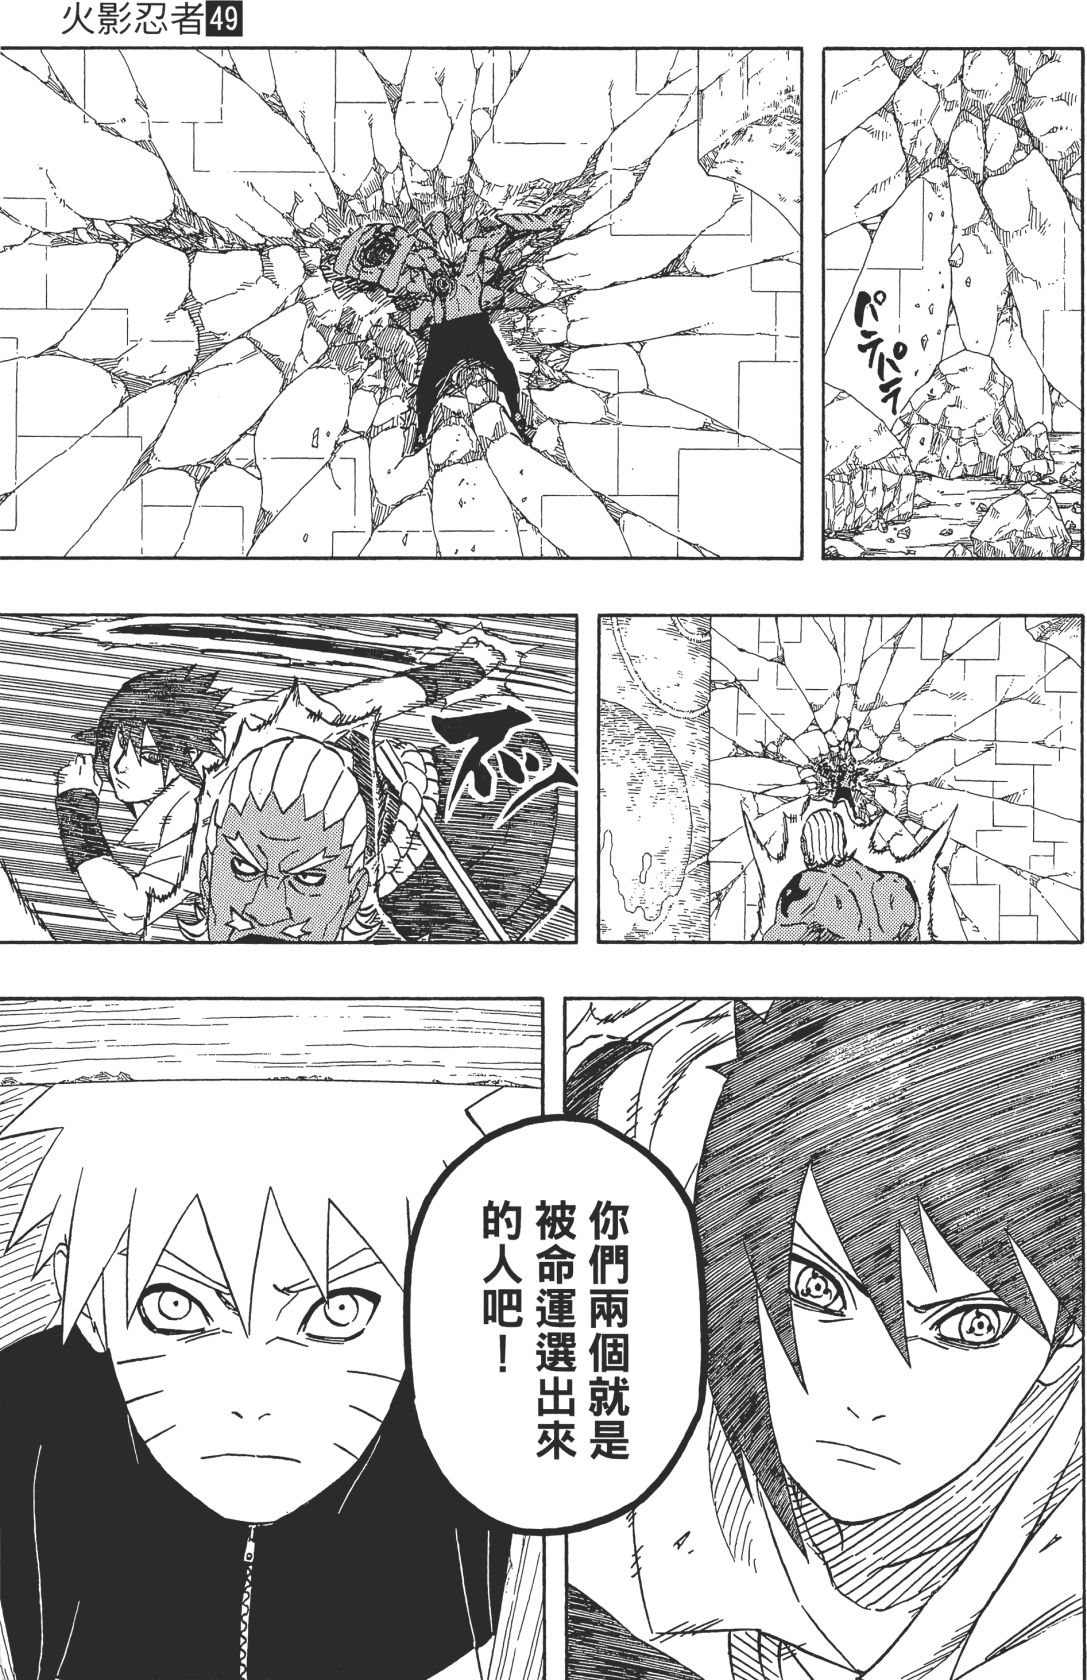 火影忍者49
パラパラ
ズッ
你們兩個就是
被命運選出來
的人吧！